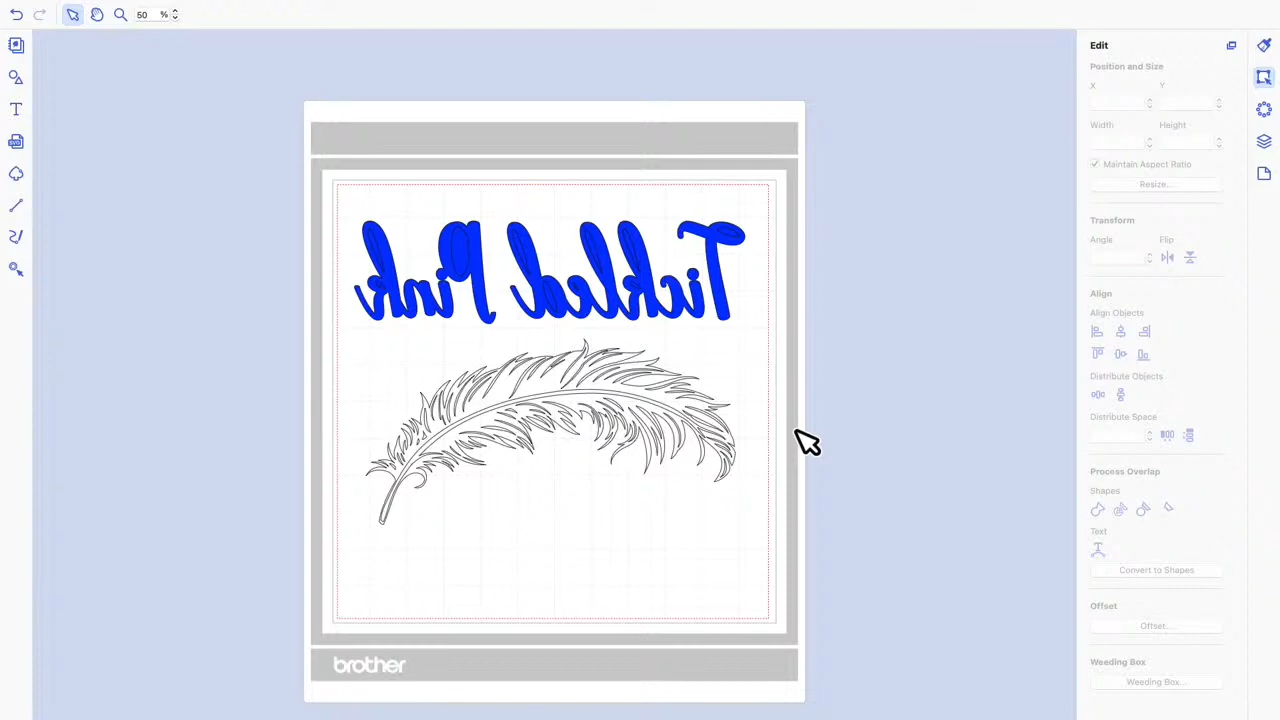 50 %
Edit
Position and Size
X Y
Width Height
Maintain Aspect Ratio
Resize...
Transform
Angle Flip
Align
Align Objects
Distribute Objects
Distribute Space
Process Overlap
Shapes
Text
Convert to Shapes
Offset
Offset...
Weeding Box
Weeding Box...
Tickled Pink
brother